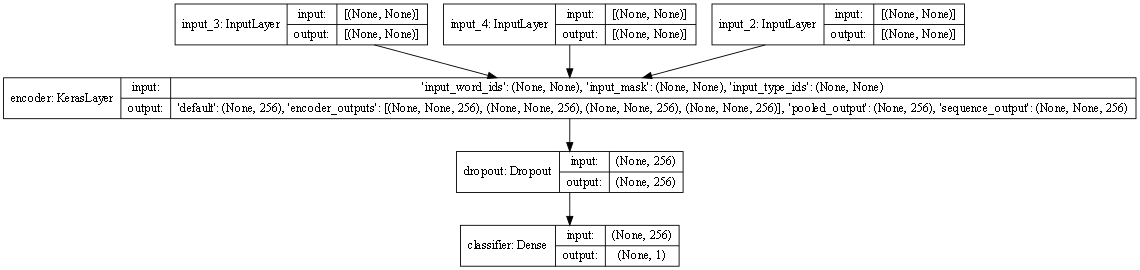 input_3: InputLayer input: [(None, None)] output: [(None, None)]
input_4: InputLayer input: [(None, None)] output: [(None, None)]
input_2: InputLayer input: [(None, None)] output: [(None, None)]
encoder: KerasLayer
input: 'input_word_ids': (None, None), 'input_mask': (None, None), 'input_type_ids': (None, None)
output: 'default': (None, 256), 'encoder_outputs': [(None, None, 256), (None, None, 256), (None, None, 256), (None, None, 256)], 'pooled_output': (None, 256), 'sequence_output': (None, None, 256)
dropout: Dropout
input: (None, 256)
output: (None, 256)
classifier: Dense
input: (None, 256)
output: (None, 1)